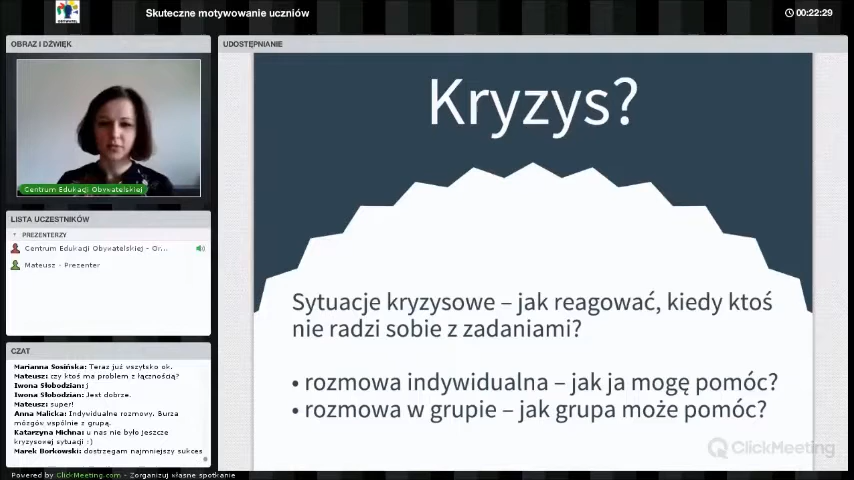 Skuteczne motywowanie uczniów
00:22:29
OBRAZ I DŹWIĘK
Centrum Edukacji Obywatelskiej
LISTA UCZESTNIKÓW
PREZENTERZY
Centrum Edukacji Obywatelskiej - Gr...
Mateusz - Prezenter
CZAT
Marianna Sosińska: Teraz już wszytsko ok.
Mateusz: czy ktoś ma problem z łącznością?
Iwona Słobodzian: j
Iwona Słobodzian: Jest dobrze.
Mateusz: super!
Anna Malicka: Indywidualne rozmowy. Burza
mózgów wspólnie z grupą.
Katarzyna Michna: u nas nie było jeszcze
kryzysowej sytuacji :)
Marek Borkowski: dostrzegam najmniejszy sukces
UDOSTĘPNIANIE
Kryzys?
Sytuacje kryzysowe – jak reagować, kiedy ktoś
nie radzi sobie z zadaniami?
• rozmowa indywidualna – jak ja mogę pomóc?
• rozmowa w grupie – jak grupa może pomóc?
ClickMeeting
Powered by ClickMeeting.com - Zorganizuj własne spotkanie